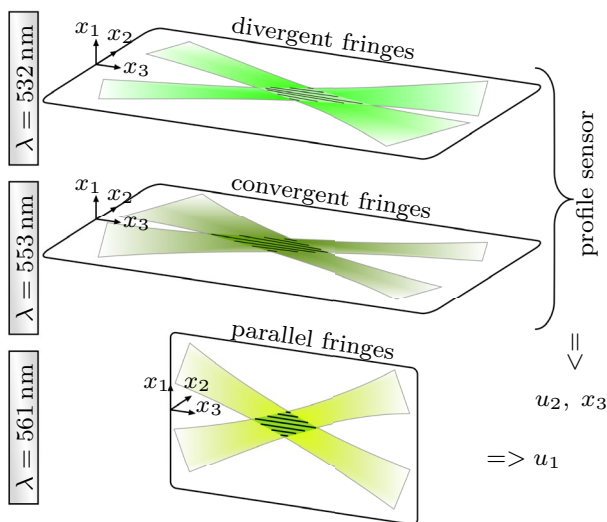 divergent fringes
x1
x2
x3
λ = 532 nm
convergent fringes
x1
x2
x3
λ = 553 nm
profile sensor
parallel fringes
x1
x2
x3
λ = 561 nm
<=
u2, x3
=> u1